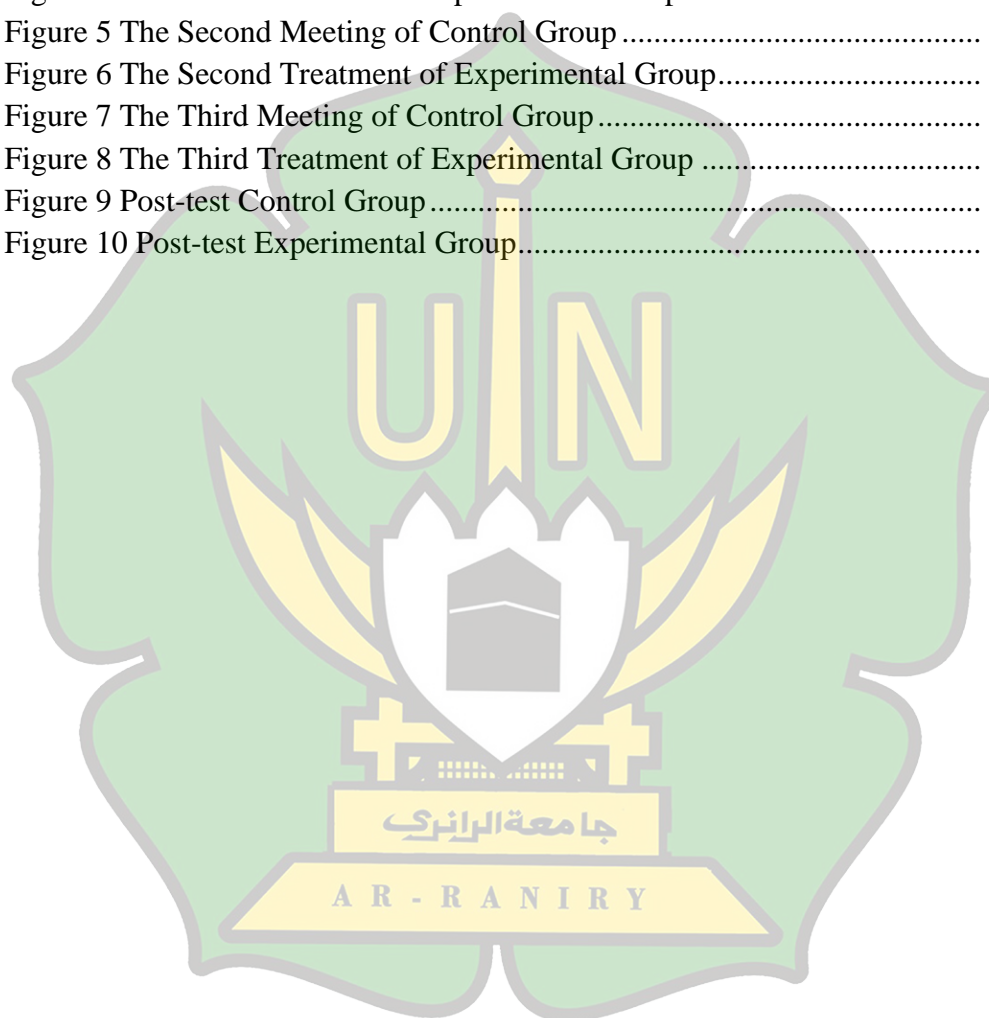 Figure 5 The Second Meeting of Control Group .............................................
Figure 6 The Second Treatment of Experimental Group.................................
Figure 7 The Third Meeting of Control Group................................................
Figure 8 The Third Treatment of Experimental Group ...................................
Figure 9 Post-test Control Group.....................................................................
Figure 10 Post-test Experimental Group..........................................................
UIN
جامعةالرانري
AR-RANIRY